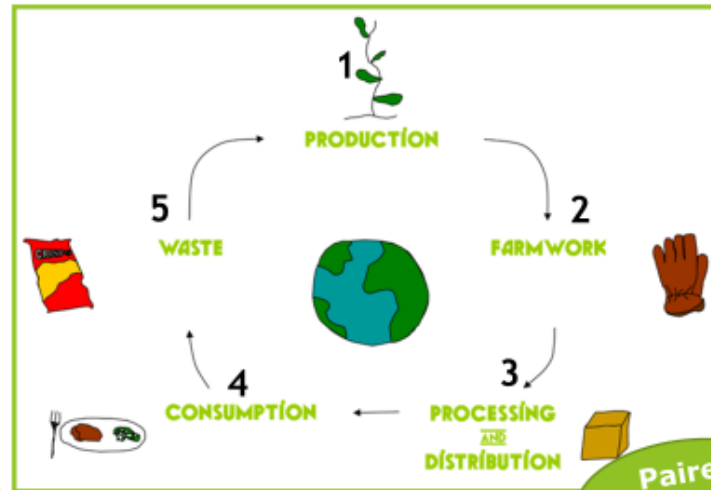 1
PRODUCTION
2
FARMWORK
3
PROCESSING
AND
DISTRIBUTION
4
CONSUMPTION
5
WASTE
Paire